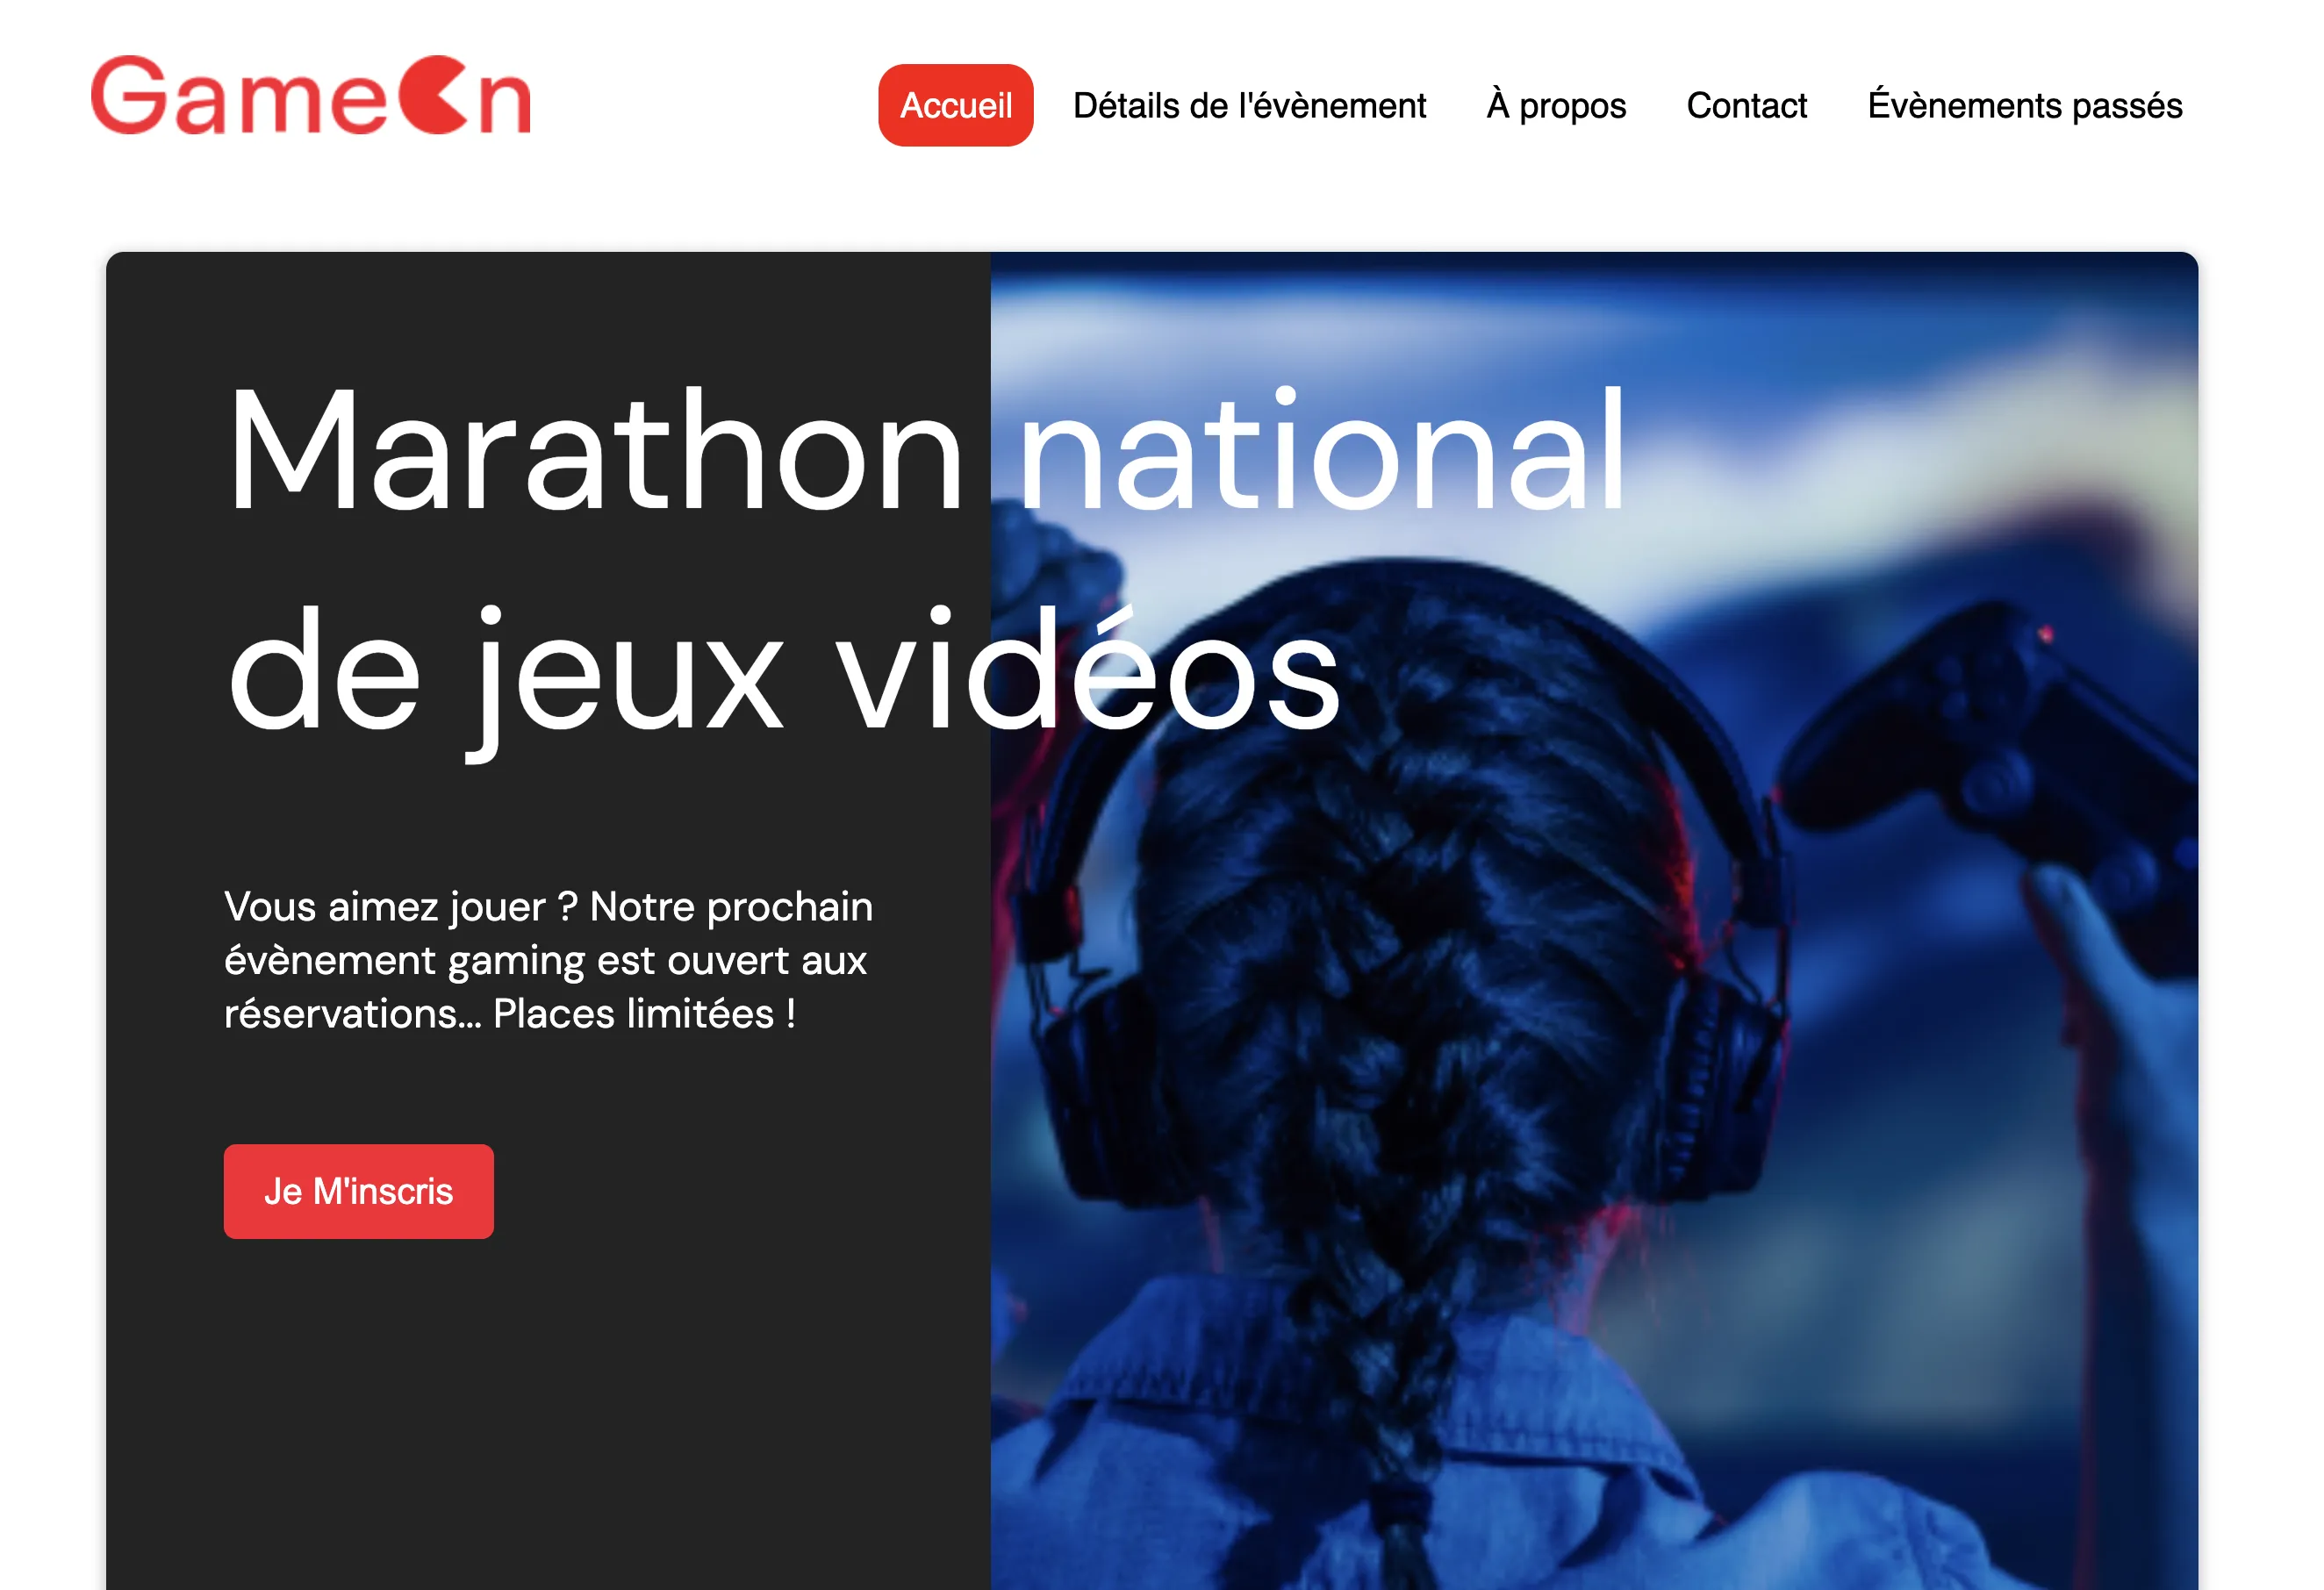 GameOn
Accueil
Détails de l'évènement
À propos
Contact
Évènements passés
Marathon national
de jeux vidéos
Vous aimez jouer ? Notre prochain
évènement gaming est ouvert aux
réservations... Places limitées !
Je M'inscris